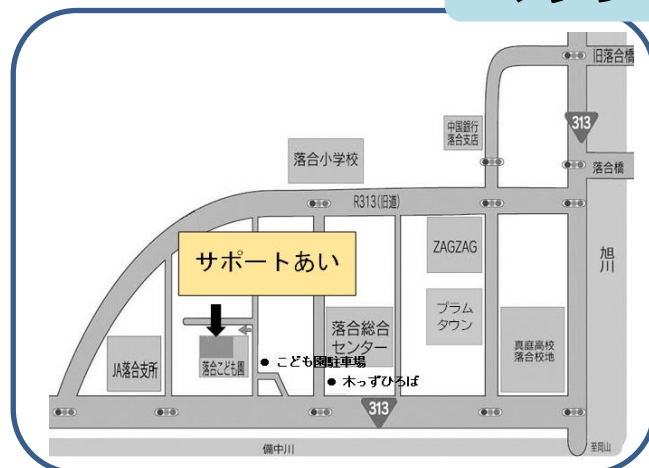 旧落合橋
313
中国銀行
落合支店
落合小学校
落合橋
R313(旧道)
サポートあい
ZAGZAG
旭川
プラム
タウン
落合総合
センター
真庭高校
落合校地
JA落合支所
落合こども園
● こども園駐車場
● 木っずひろば
313
備中川
至岡山